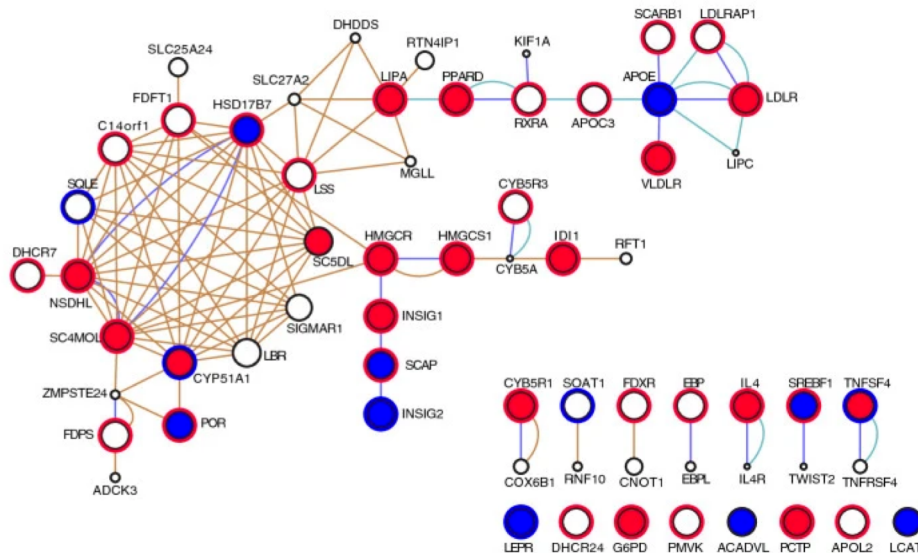 DHDDS
SCARB1
LDLRAP1
SLC25A24
RTN4IP1
KIF1A
SLC27A2
LIPA
PPARD
APOE
FDFT1
HSD17B7
LDLR
C14orf1
RXRA
APOC3
LIPC
MGLL
VLDLR
SQLE
LSS
CYB5R3
DHCR7
HMGCR
HMGCS1
IDI1
RFT1
SC5DL
CYB5A
NSDHL
SIGMAR1
INSIG1
SC4MOL
LBR
SCAP
CYP51A1
ZMPSTE24
CYB5R1
SOAT1
FDXR
EBP
IL4
SREBF1
TNFSF4
INSIG2
POR
FDPS
COX6B1
RNF10
CNOT1
EBPL
IL4R
TWIST2
TNFRSF4
ADCK3
LEPR
DHCR24
G6PD
PMVK
ACADVL
PCTP
APOL2
LCAT